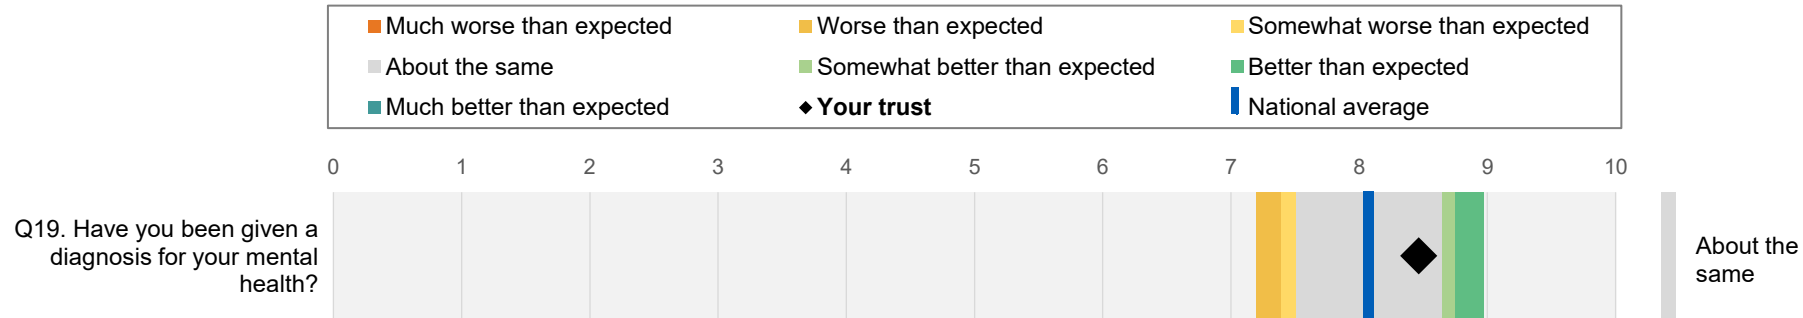 Much worse than expected
Worse than expected
Somewhat worse than expected
About the same
Somewhat better than expected
Better than expected
Much better than expected
Your trust
National average
0 1 2 3 4 5 6 7 8 9 10
Q19. Have you been given a
diagnosis for your mental
health?
About the
same